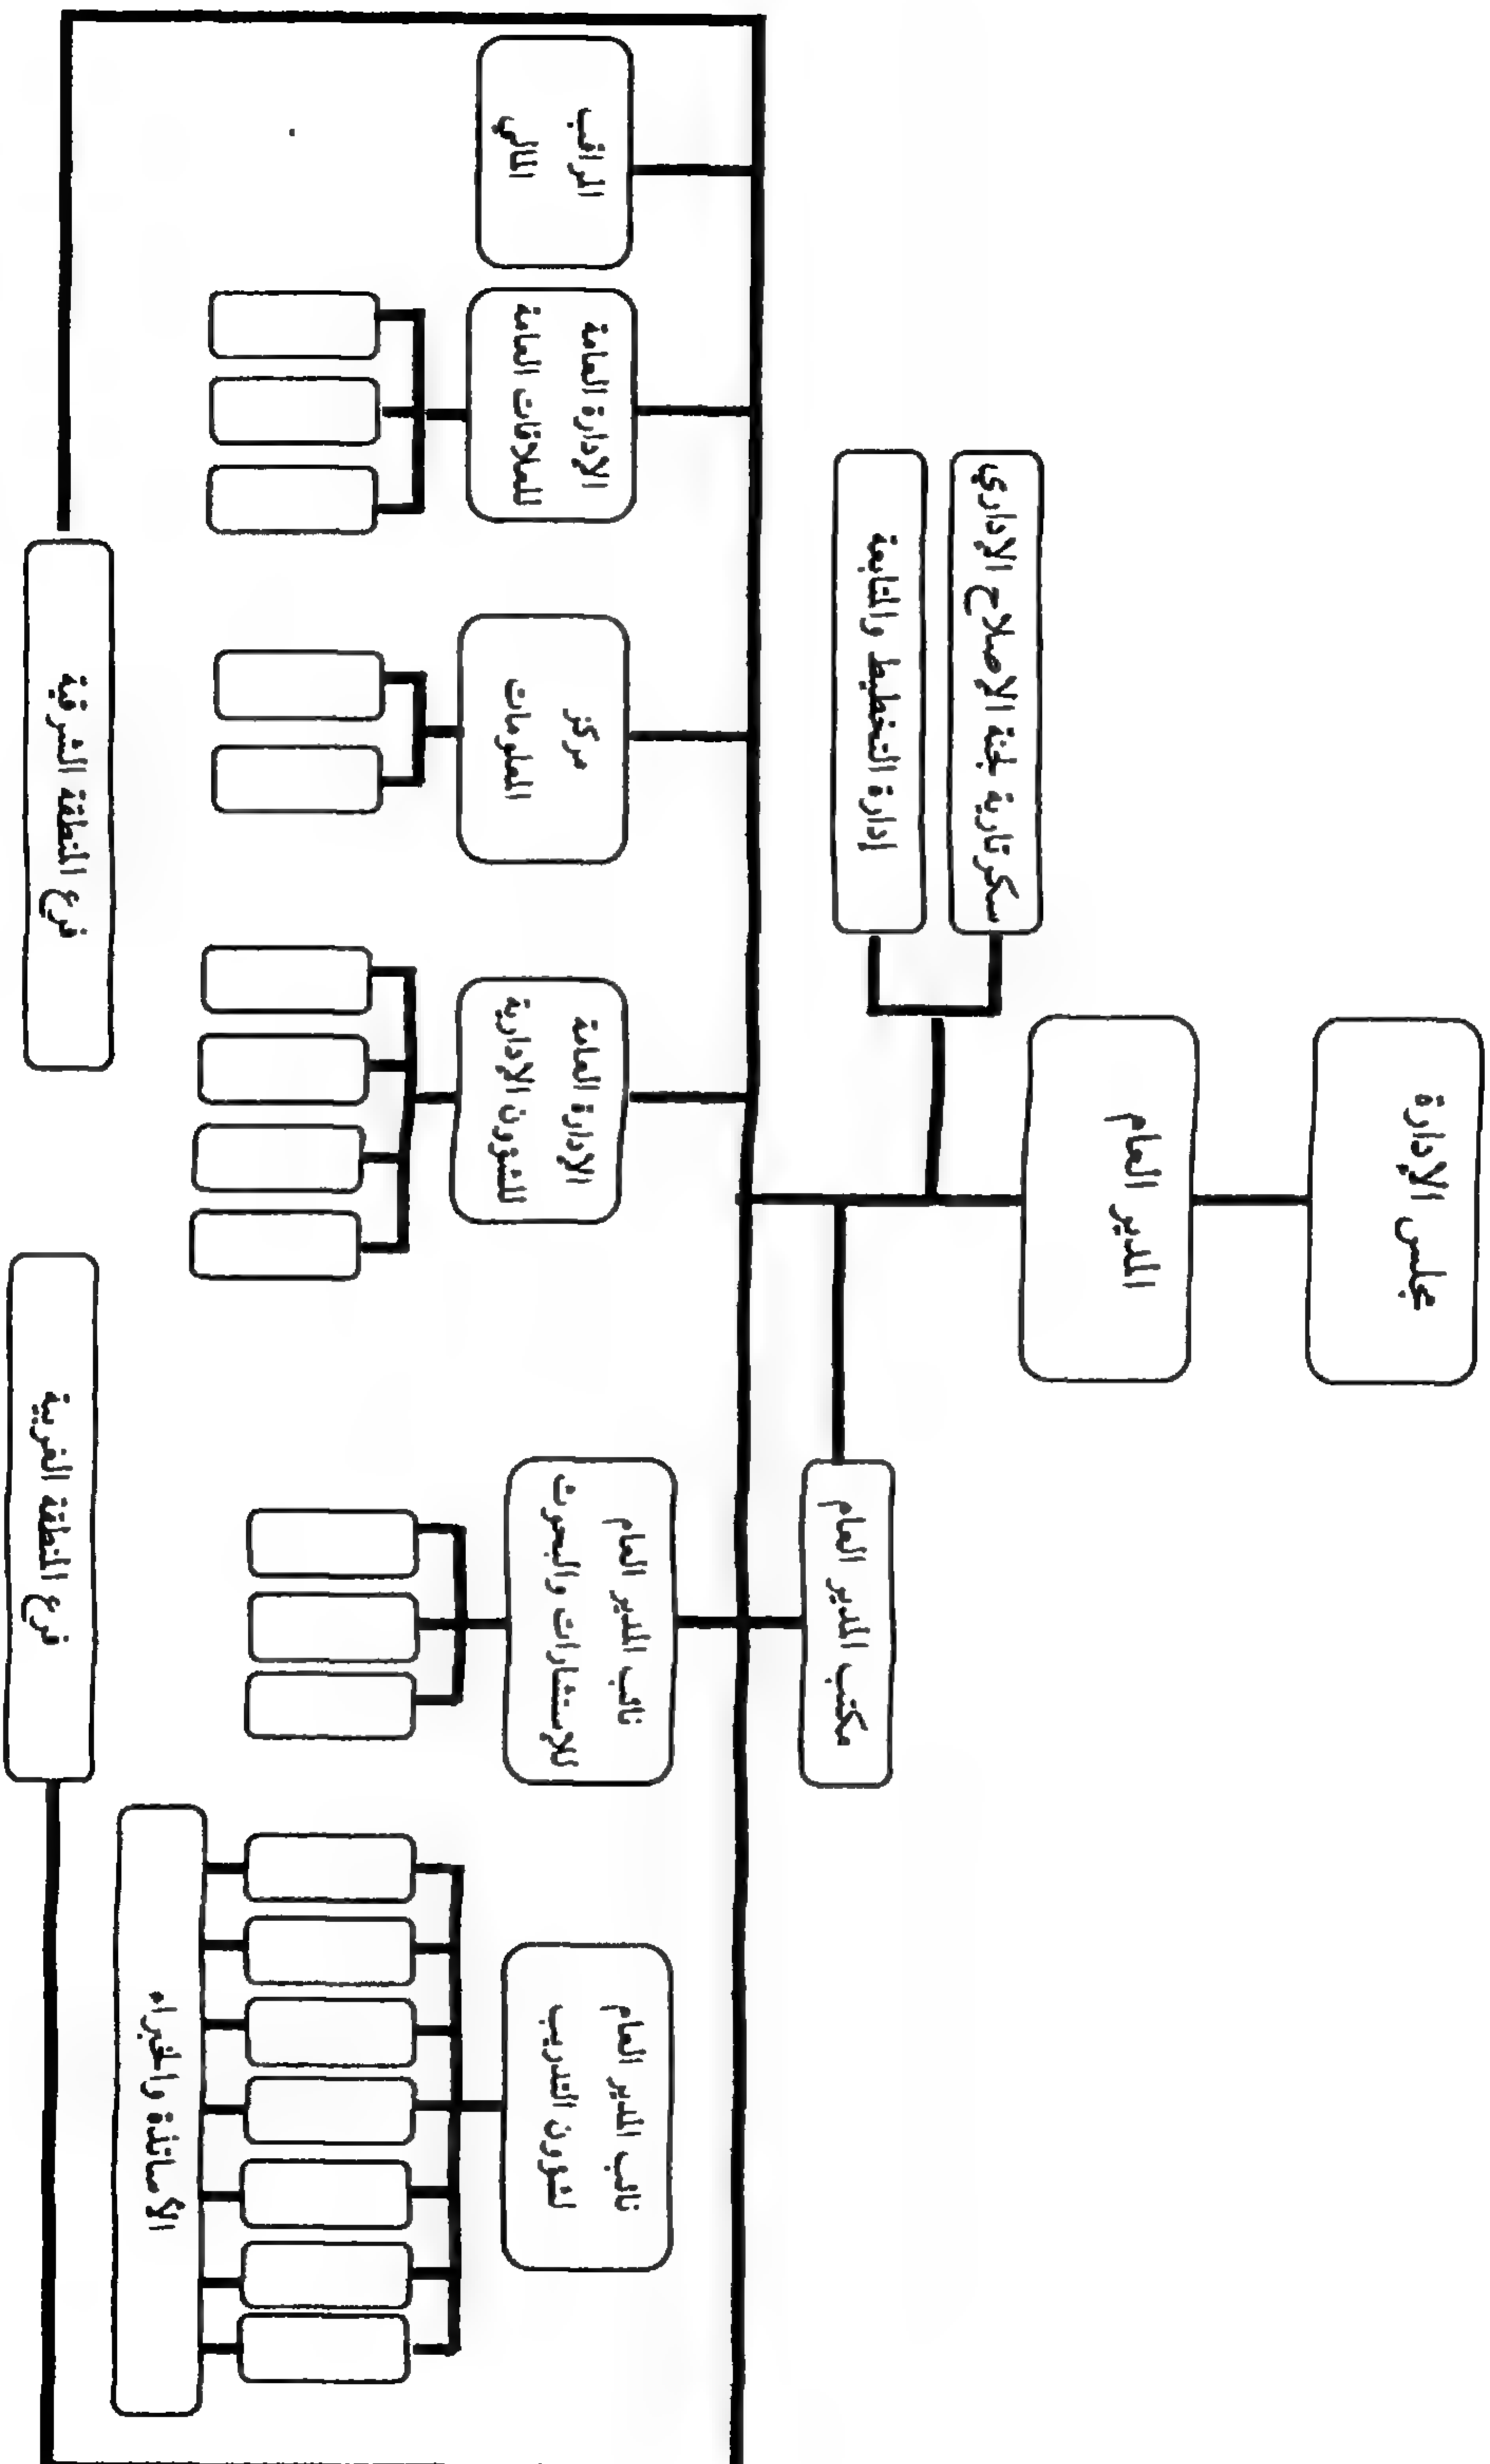 مجلس الإدارة
المدير العام
سكرتارية لجنة الإصلاح الإداري
إدارة التخطيط والمتابعة
مكتب المدير العام
نائب المدير العام
لشؤون التدريب
نائب المدير العام
للاستشارات والبحوث
الإدارة العامة
للشؤون الإدارية
مركز
المعلومات
الإدارة العامة
للعلاقات العامة
المراقب
المالي
الأساتذة والخبراء
فرع المنطقة الغربية
فرع المنطقة الشرقية